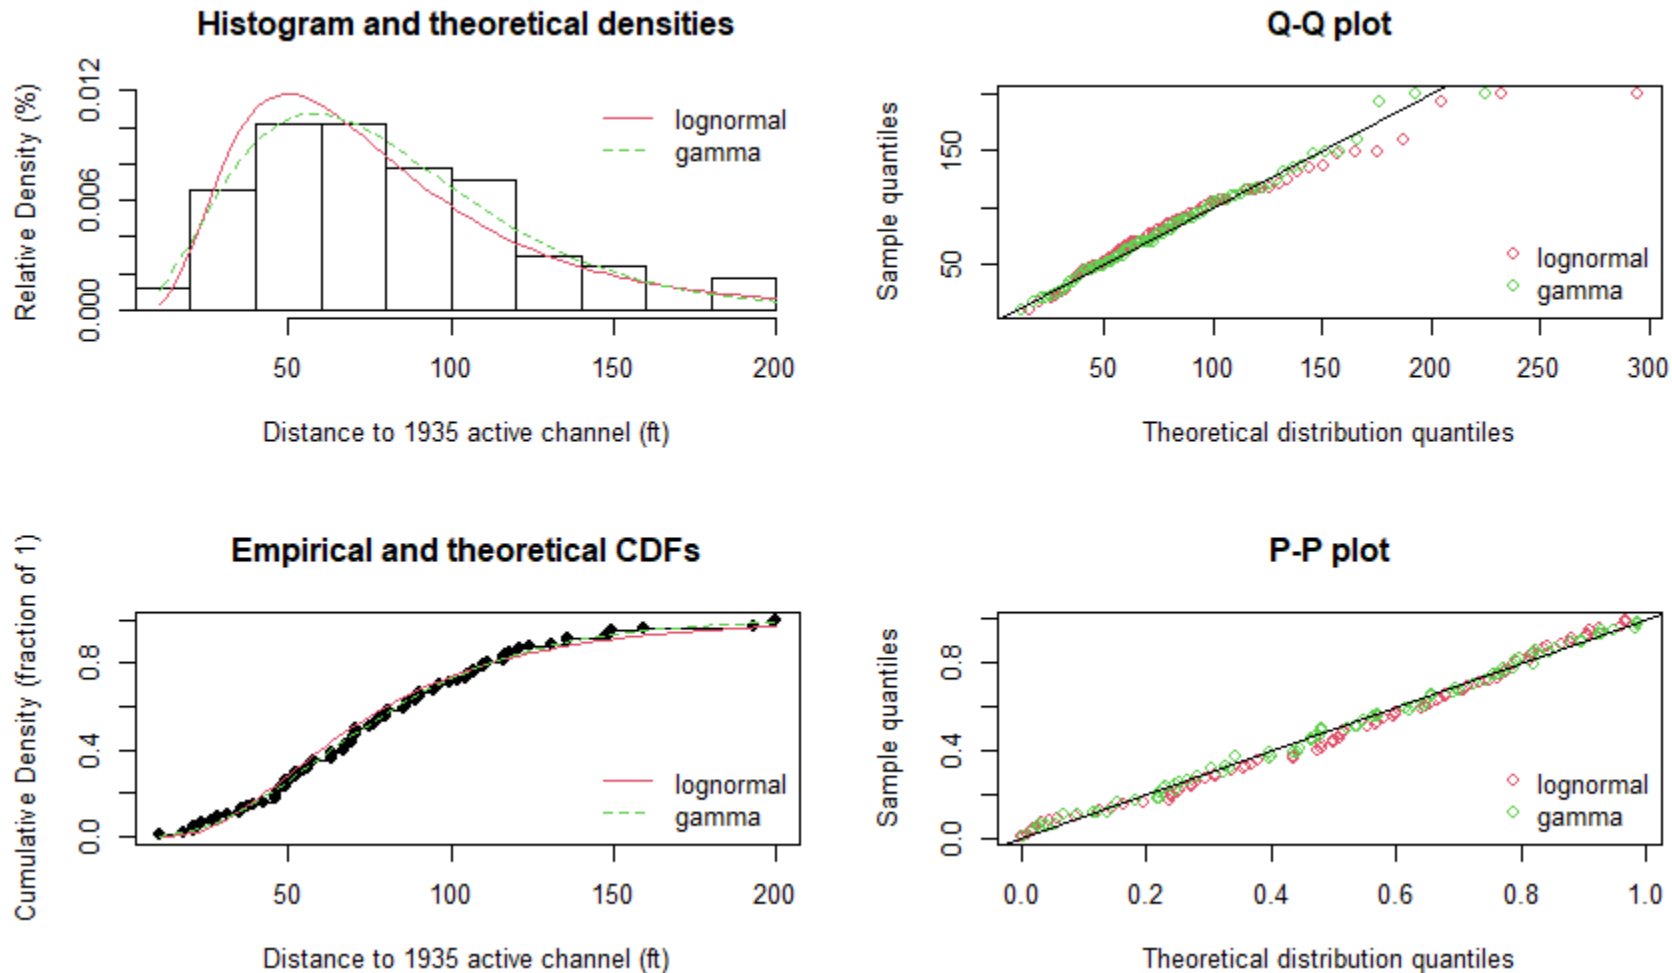 Histogram and theoretical densities
Relative Density (%)
0.012
0.006
0.000
lognormal
gamma
50 100 150 200
Distance to 1935 active channel (ft)
Q-Q plot
Sample quantiles
150
50
lognormal
gamma
50 100 150 200 250 300
Theoretical distribution quantiles
Empirical and theoretical CDFs
Cumulative Density (fraction of 1)
0.8
0.4
0.0
lognormal
gamma
50 100 150 200
Distance to 1935 active channel (ft)
P-P plot
Sample quantiles
0.8
0.4
0.0
lognormal
gamma
0.0 0.2 0.4 0.6 0.8 1.0
Theoretical distribution quantiles